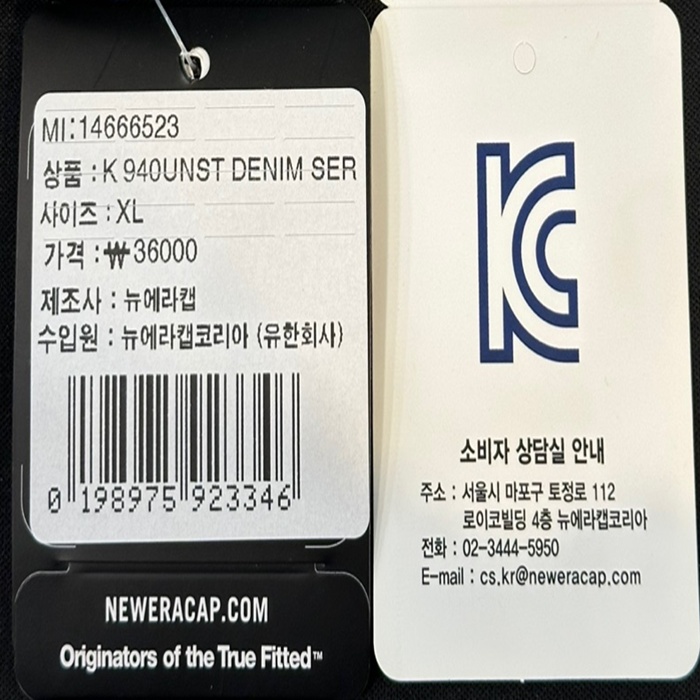 MI:14666523
상품 : K 940UNST DENIM SER
사이즈 : XL
가격 : ₩36000
제조사 : 뉴에라캡
수입원 : 뉴에라캡코리아 (유한회사)
0 198975 923346
NEWERACAP.COM
Originators of the True Fitted™
KC
소비자 상담실 안내
주소 : 서울시 마포구 토정로 112
로이코빌딩 4층 뉴에라캡코리아
전화 : 02-3444-5950
E-mail : cs.kr@neweracap.com